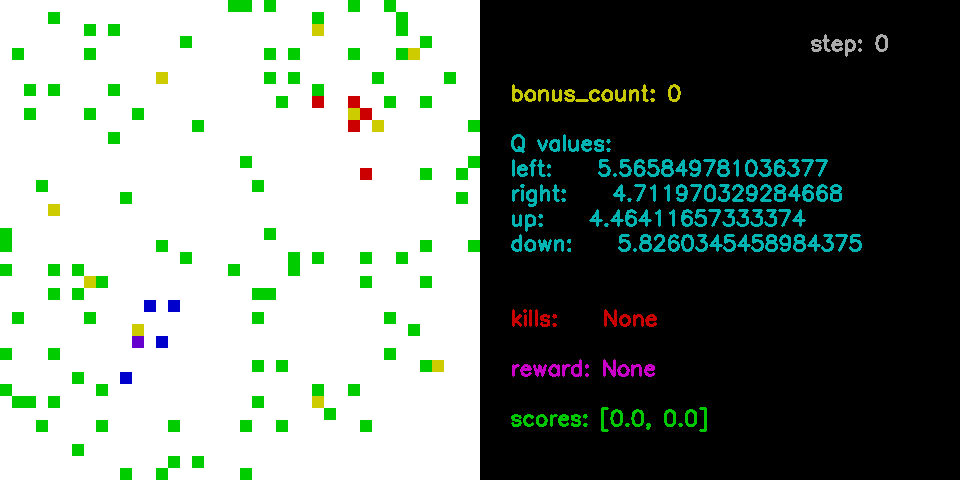 step: 0
bonus_count: 0
Q values:
left: 5.565849781036377
right: 4.711970329284668
up: 4.46411657333374
down: 5.8260345458984375
kills: None
reward: None
scores: [0.0, 0.0]